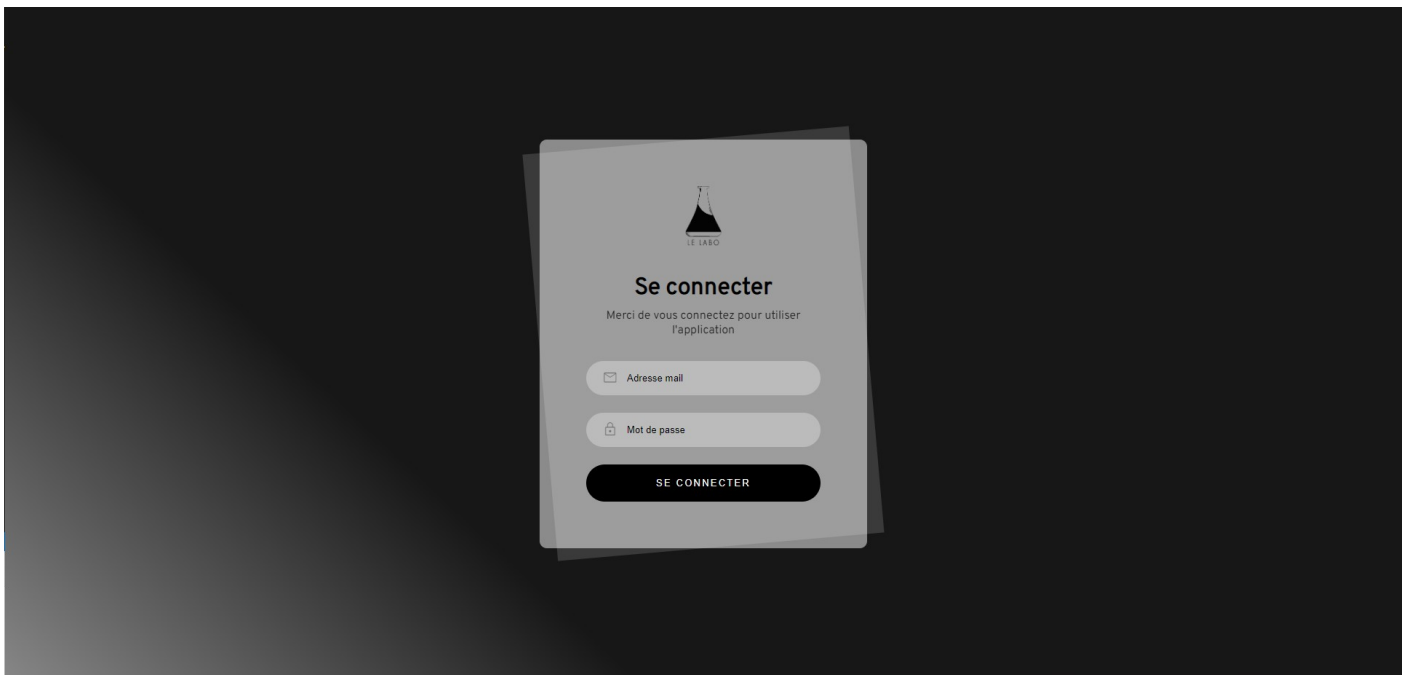 LE LABO
Se connecter
Merci de vous connectez pour utiliser
l'application
Adresse mail
Mot de passe
SE CONNECTER